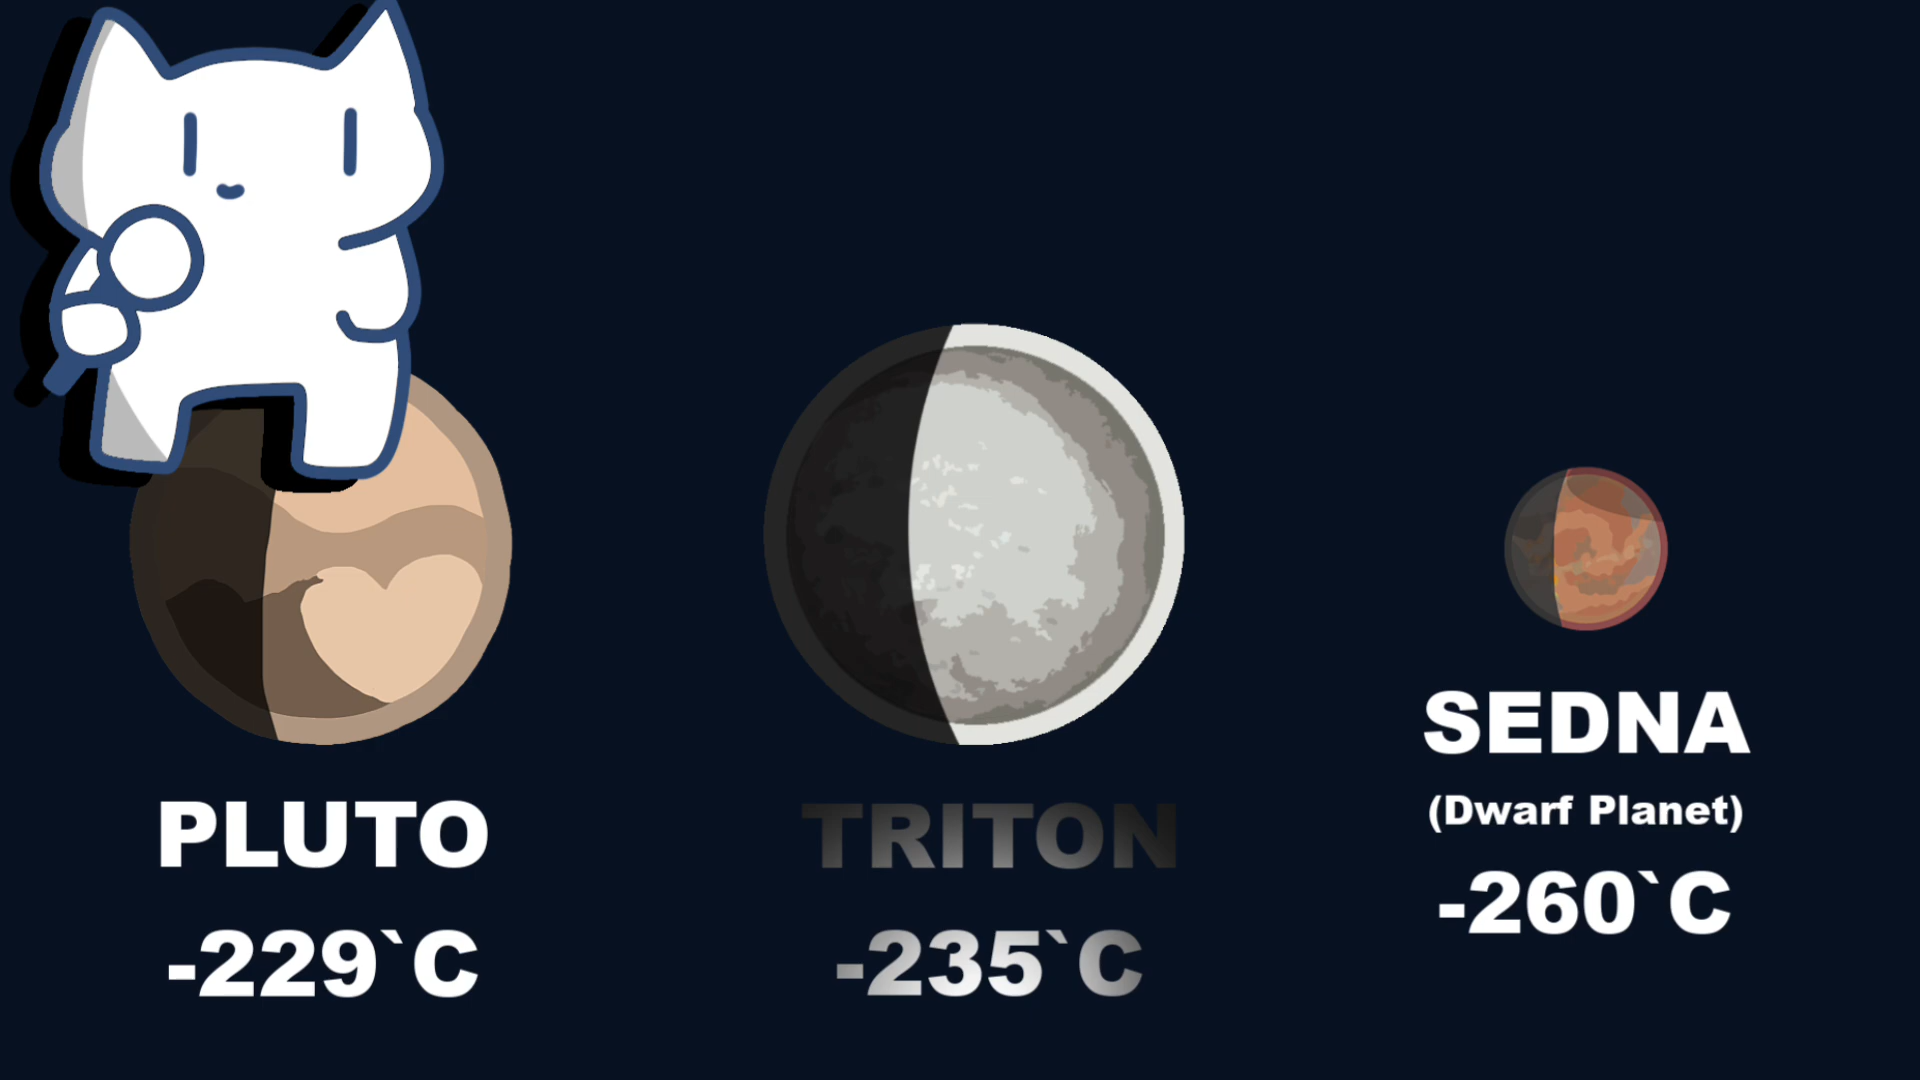 PLUTO
-229`C
TRITON
-235`C
SEDNA
(Dwarf Planet)
-260`C